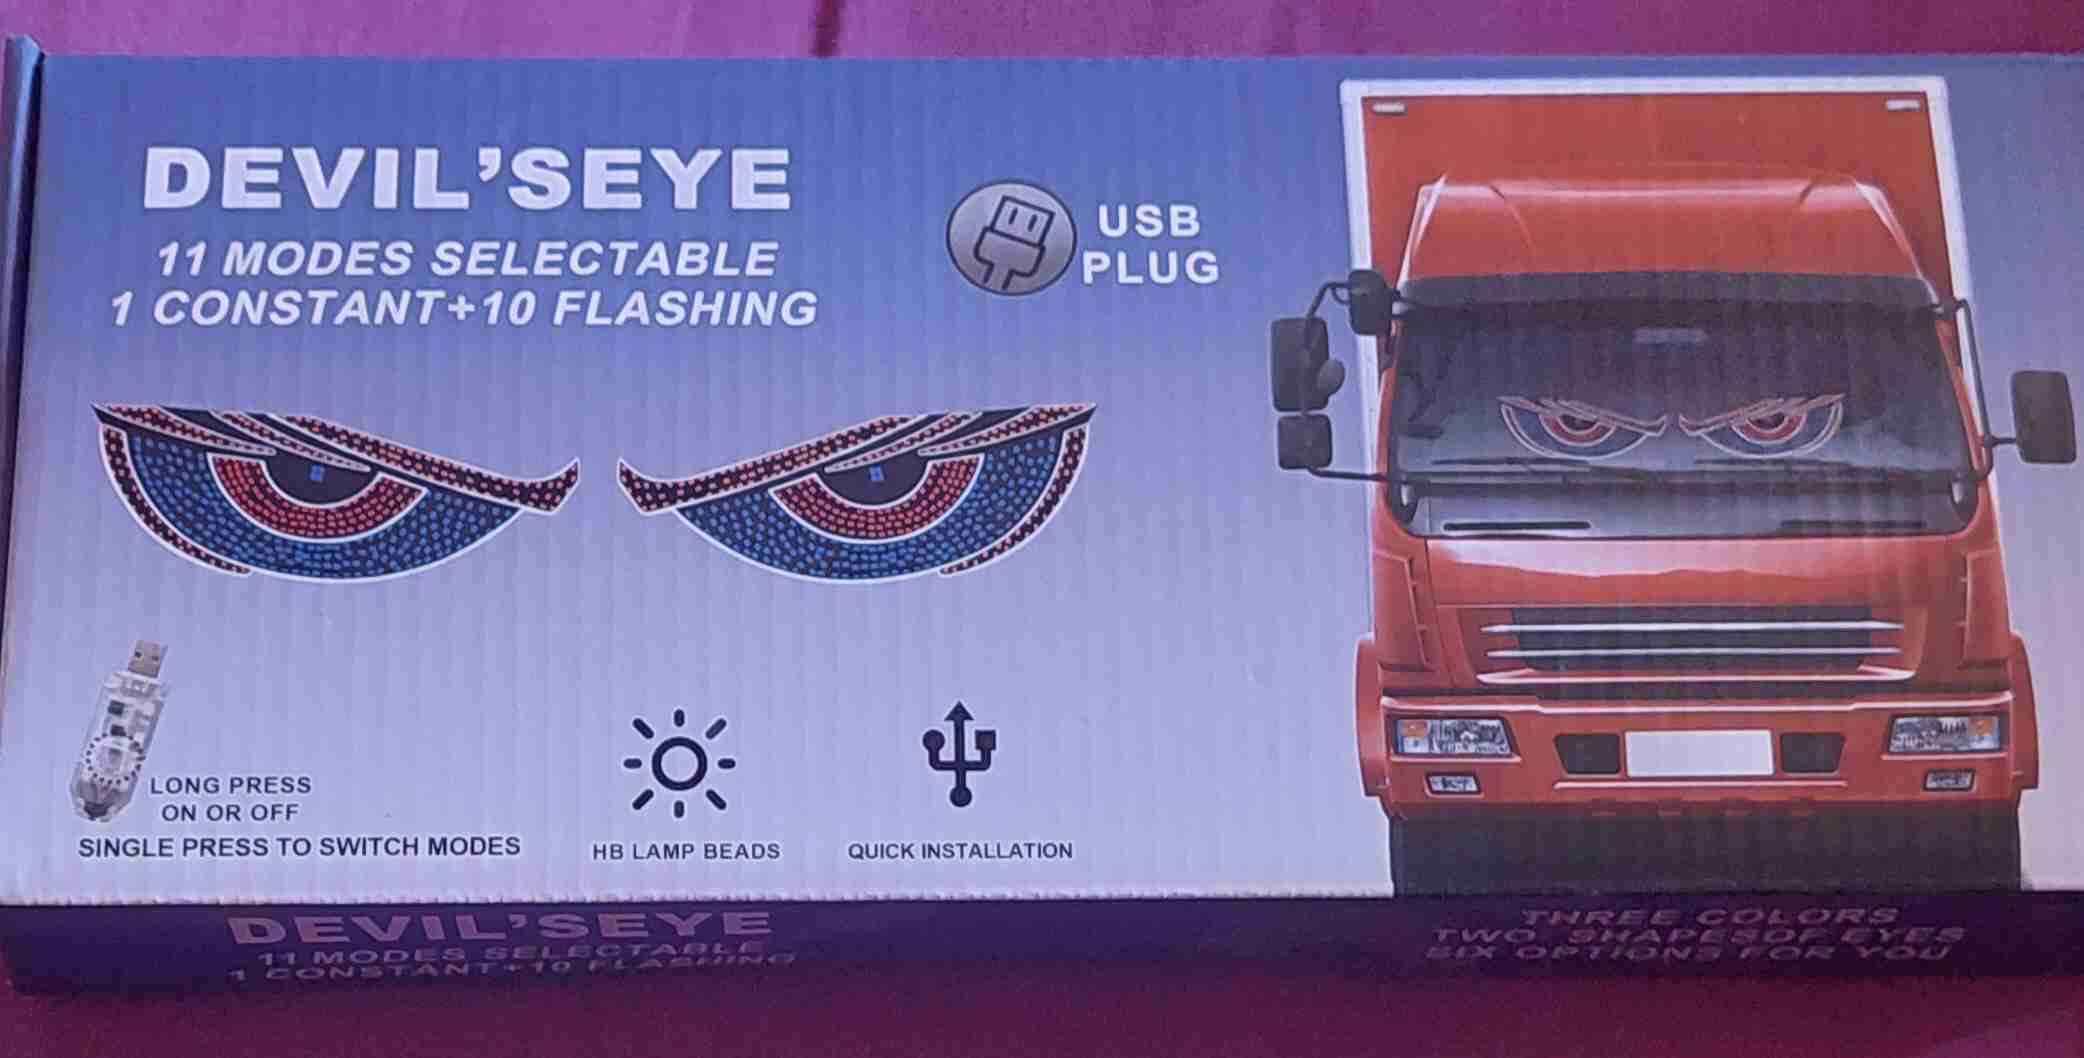 DEVIL'SEYE
11 MODES SELECTABLE
1 CONSTANT+10 FLASHING
USB
PLUG
LONG PRESS
ON OR OFF
SINGLE PRESS TO SWITCH MODES
HB LAMP BEADS
QUICK INSTALLATION
DEVIL'SEYE
11 MODES SELECTABLE
1 CONSTANT+10 FLASHING
THREE COLORS
TWO SHAPESOF EYES
SIX OPTIONS FOR YOU